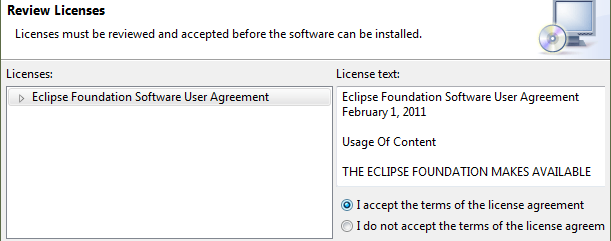 Review Licenses
Licenses must be reviewed and accepted before the software can be installed.
Licenses:
Eclipse Foundation Software User Agreement
License text:
Eclipse Foundation Software User Agreement
February 1, 2011
Usage Of Content
THE ECLIPSE FOUNDATION MAKES AVAILABLE
I accept the terms of the license agreement
I do not accept the terms of the license agreem